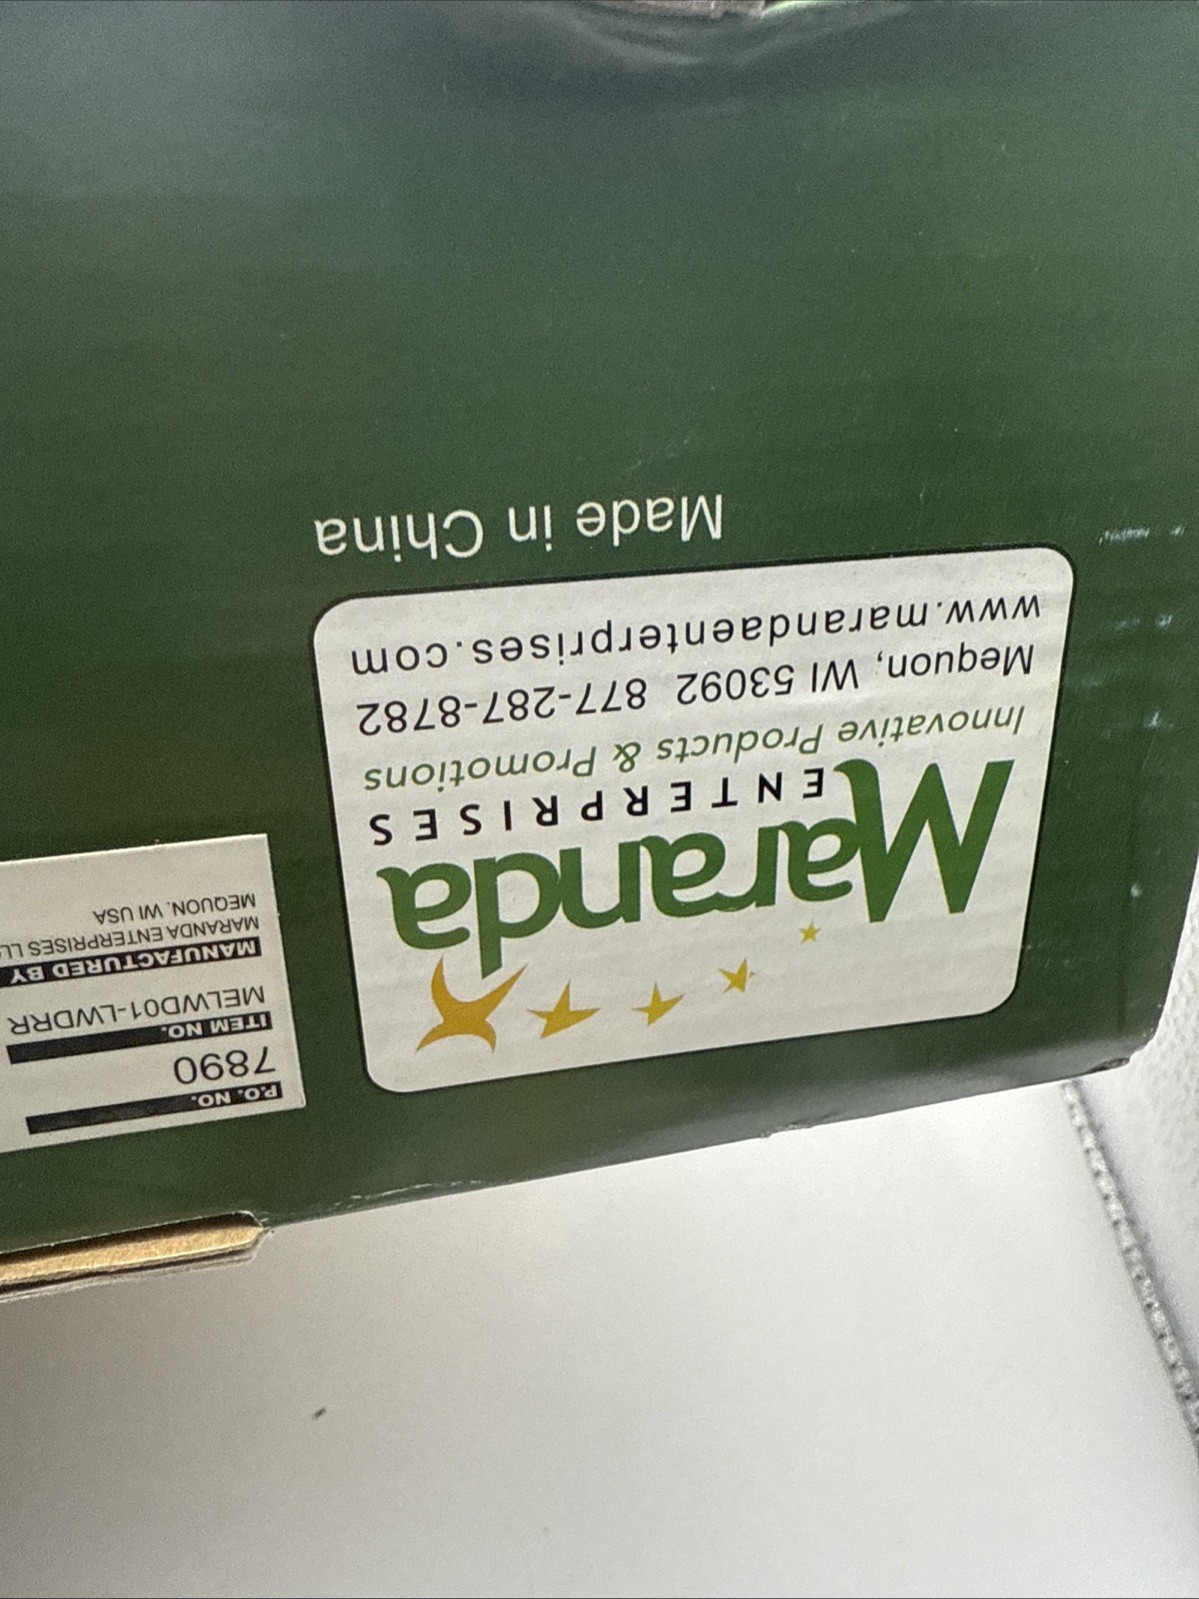 Maranda
ENTERPRISES
Innovative Products & Promotions
Mequon, WI 53092 877-287-8782
www.marandaenterprises.com
Made in China
P.O. NO.
7890
ITEM NO.
MELWD01-LWDRR
MANUFACTURED BY
MARANDA ENTERPRISES LLC
MEQUON, WI USA